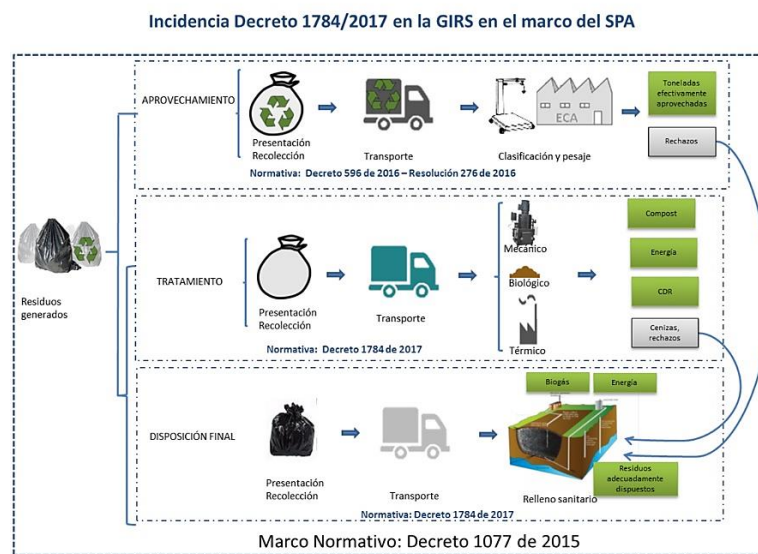 Incidencia Decreto 1784/2017 en la GIRS en el marco del SPA
APROVECHAMIENTO
Presentación
Recolección
Transporte
ECA
Clasificación y pesaje
Toneladas
efectivamente
aprovechadas
Rechazos
Normativa: Decreto 596 de 2016 – Resolución 276 de 2016
Residuos
generados
TRATAMIENTO
Presentación
Recolección
Transporte
Mecánico
Biológico
Térmico
Compost
Energía
CDR
Cenizas,
rechazos
Normativa: Decreto 1784 de 2017
DISPOSICIÓN FINAL
Presentación
Recolección
Transporte
Biogás
Energía
Relleno sanitario
Residuos
adecuadamente
dispuestos
Normativa: Decreto 1784 de 2017
Marco Normativo: Decreto 1077 de 2015